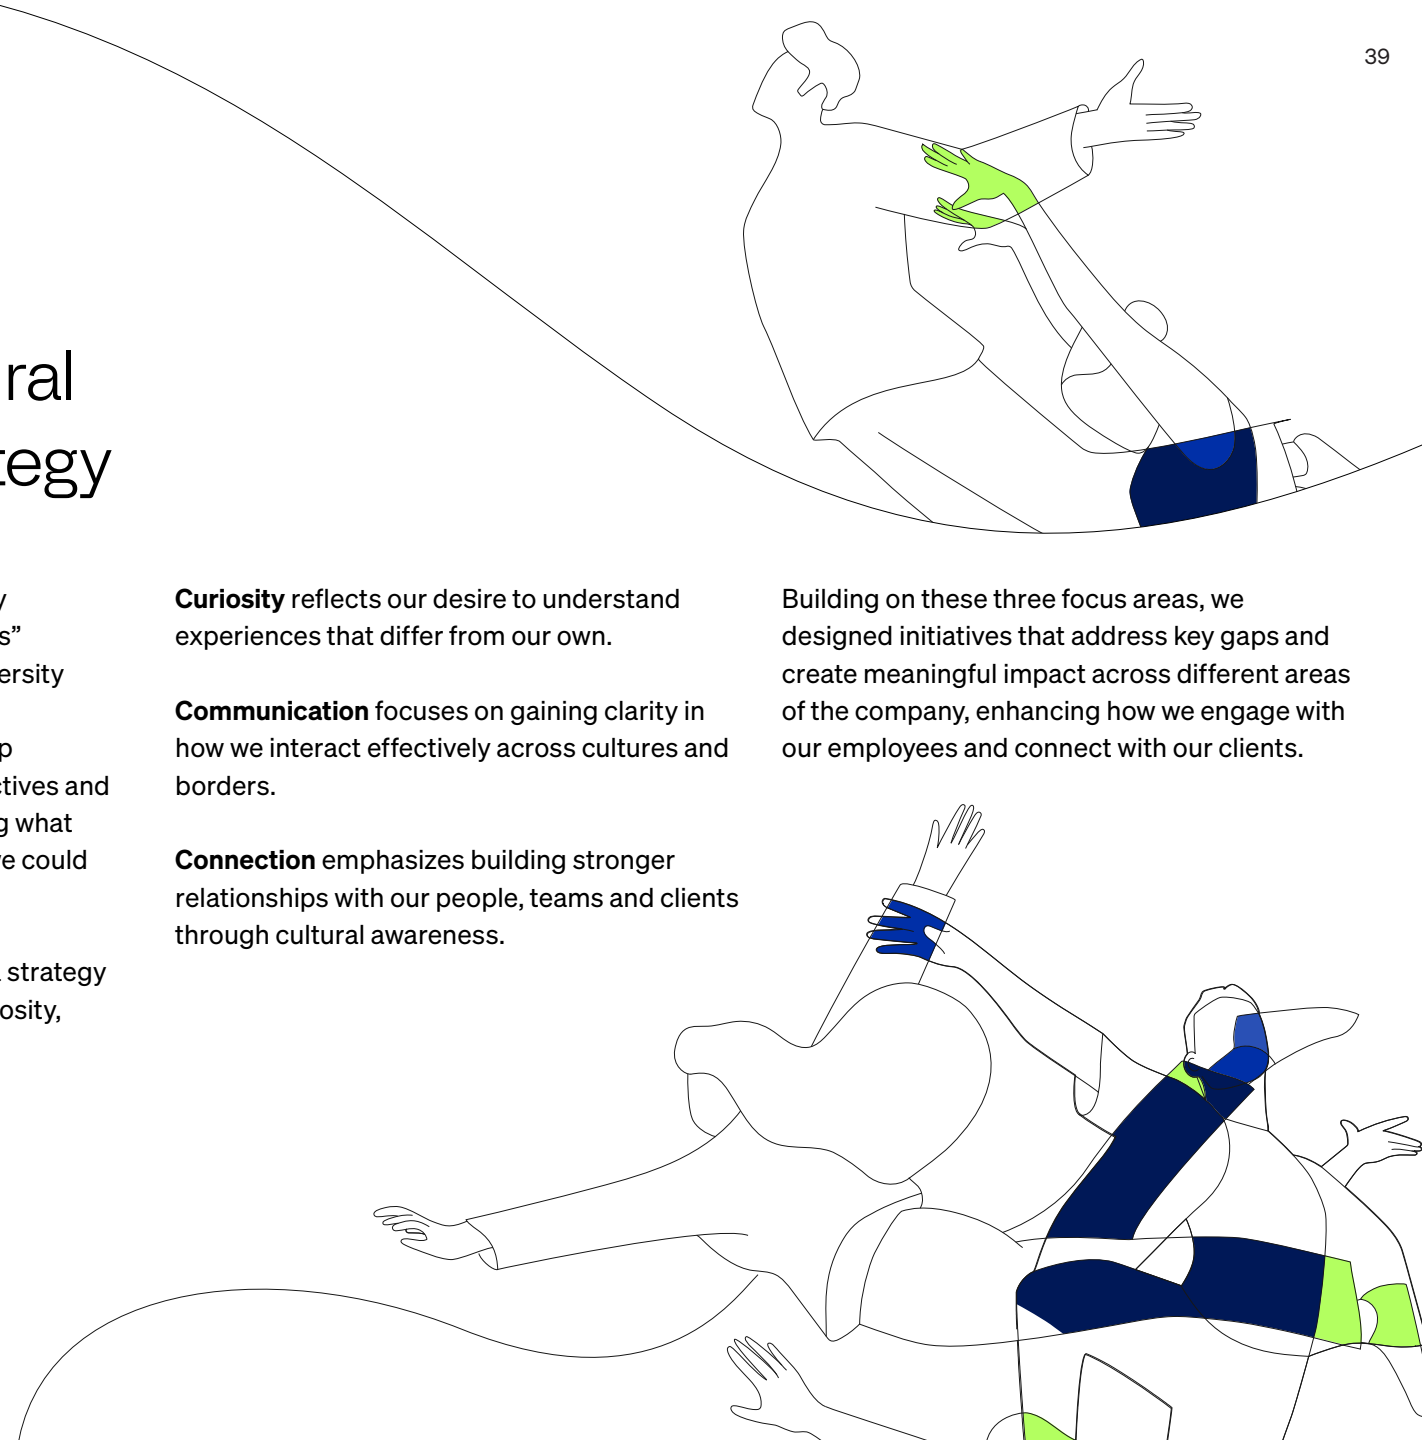 39
ral
tegy
y
s”
ersity
p
ctives and
g what
ve could
strategy
osity,
Curiosity reflects our desire to understand
experiences that differ from our own.
Communication focuses on gaining clarity in
how we interact effectively across cultures and
borders.
Connection emphasizes building stronger
relationships with our people, teams and clients
through cultural awareness.
Building on these three focus areas, we
designed initiatives that address key gaps and
create meaningful impact across different areas
of the company, enhancing how we engage with
our employees and connect with our clients.